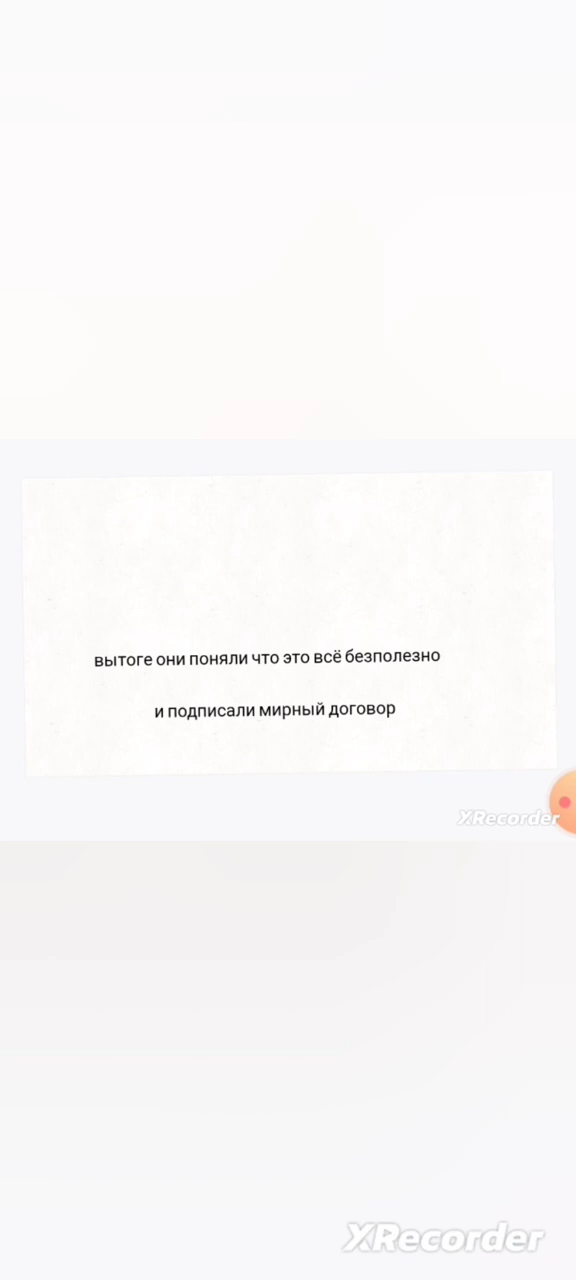 вытоге они поняли что это всё безполезно
и подписали мирный договор
XRecorder
XRecorder